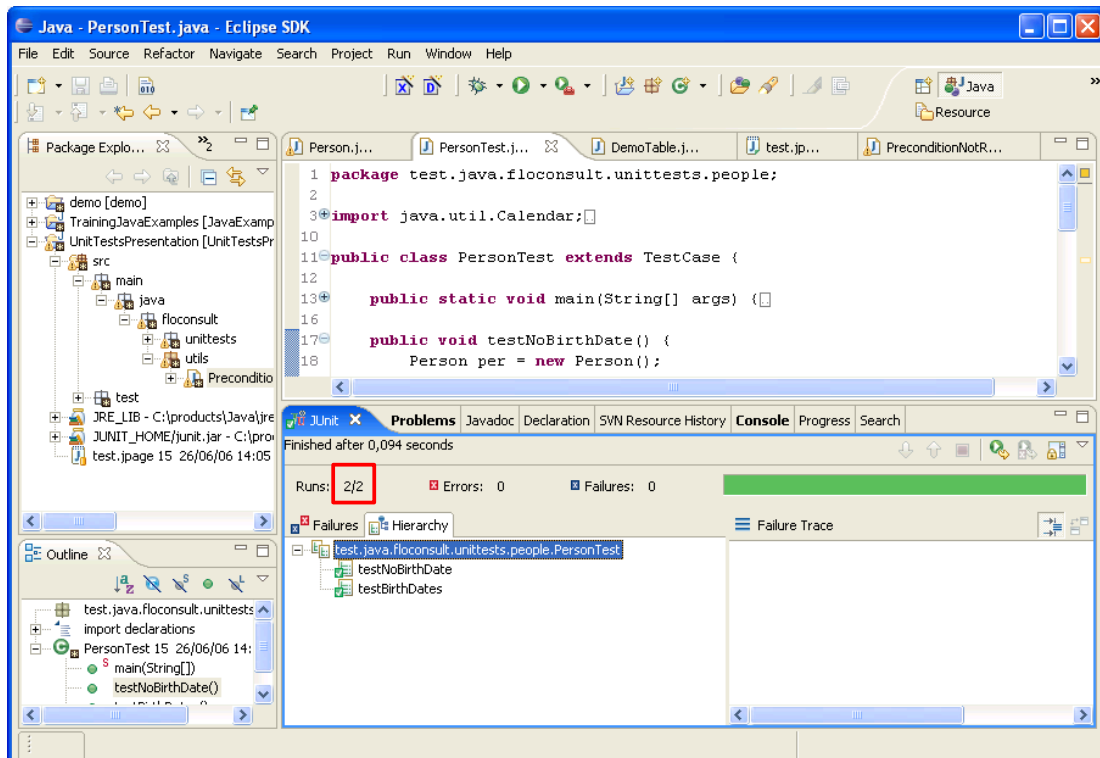 Java - PersonTest.java - Eclipse SDK
File Edit Source Refactor Navigate Search Project Run Window Help
Java
Resource
Package Explo...
2
demo [demo]
TrainingJavaExamples [JavaExamp
UnitTestsPresentation [UnitTestsPr
src
main
java
floconsult
unittests
utils
Preconditio
test
JRE_LIB - C:\products\Java\jre
JUNIT_HOME/junit.jar - C:\pro
test.jpage 15 26/06/06 14:05
Person.j... PersonTest.j... DemoTable.j... test.jp... PreconditionNotR...
1 package test.java.floconsult.unittests.people;
2
3 import java.util.Calendar;
10
11 public class PersonTest extends TestCase {
12
13 public static void main(String[] args) {
16
17 public void testNoBirthDate() {
18 Person per = new Person();
JUnit Problems Javadoc Declaration SVN Resource History Console Progress Search
Finished after 0,094 seconds
Runs: 2/2 Errors: 0 Failures: 0
Failures Hierarchy
Failure Trace
test.java.floconsult.unittests.people.PersonTest
testNoBirthDate
testBirthDates
Outline
test.java.floconsult.unittests
import declarations
PersonTest 15 26/06/06 14:
main(String[])
testNoBirthDate()